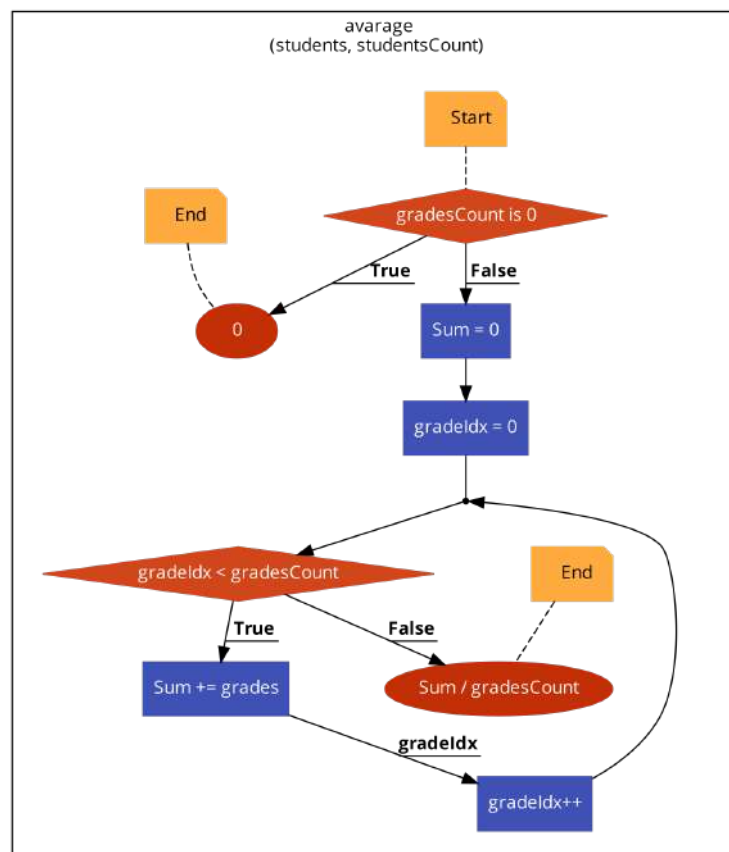 avarage
(students, studentsCount)
Start
End
gradesCount is 0
True
False
0
Sum = 0
gradeIdx = 0
gradeIdx < gradesCount
End
True
False
Sum += grades
Sum / gradesCount
gradeIdx
gradeIdx++